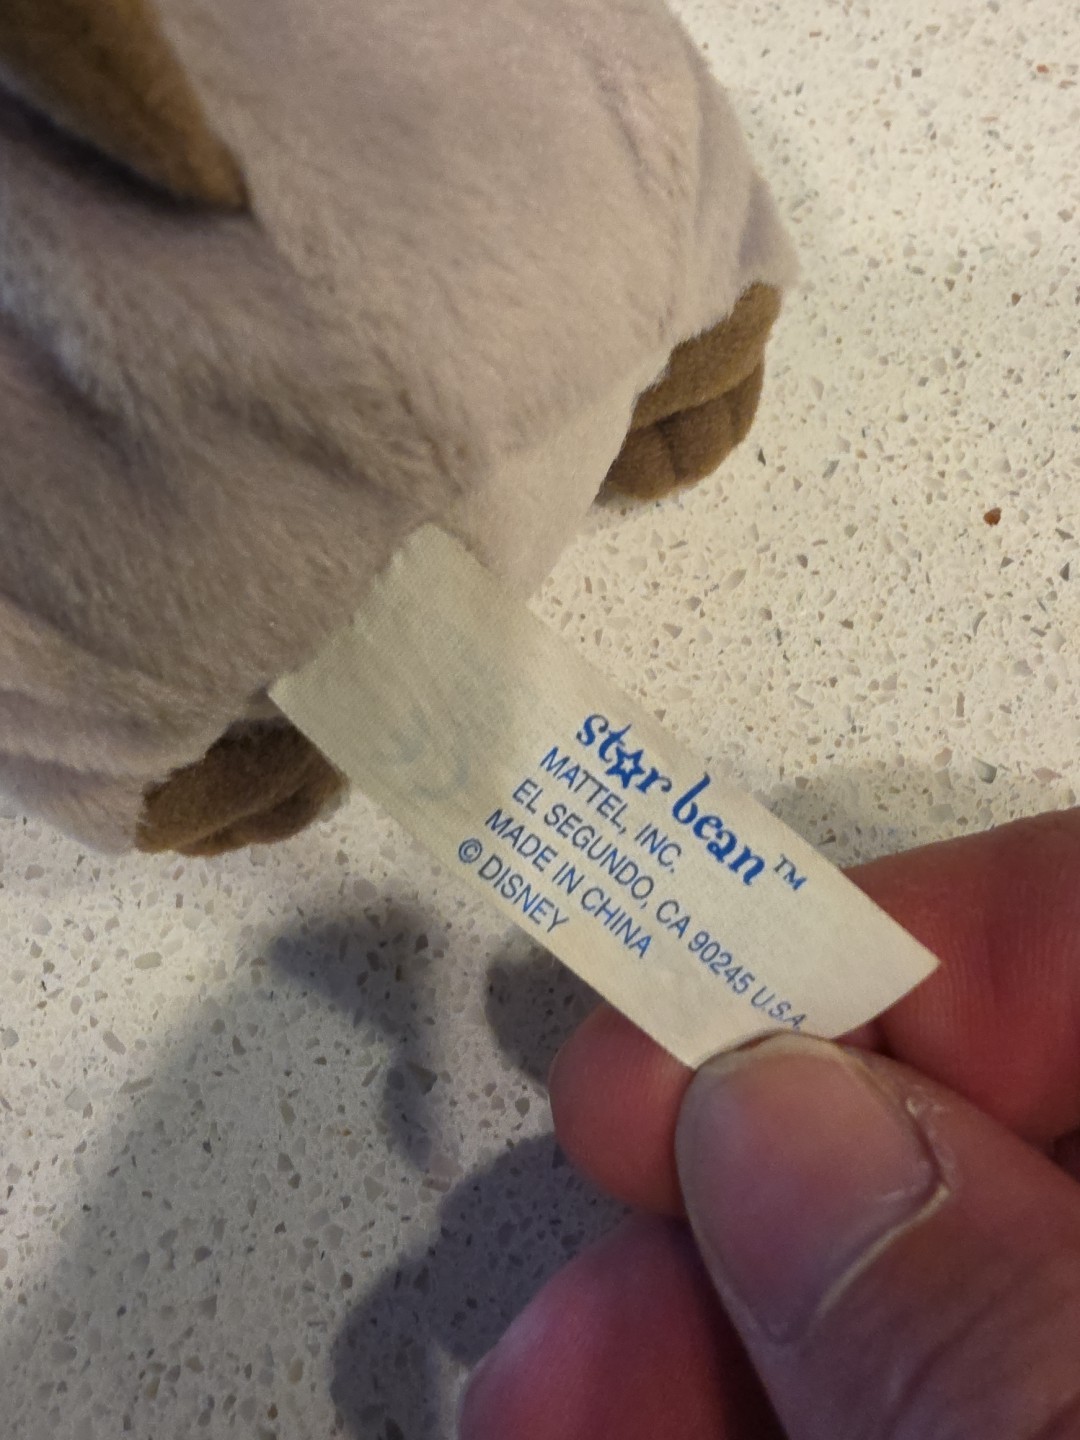 star bean™
MATTEL, INC.
EL SEGUNDO, CA 90245 U.S.A.
MADE IN CHINA
© DISNEY